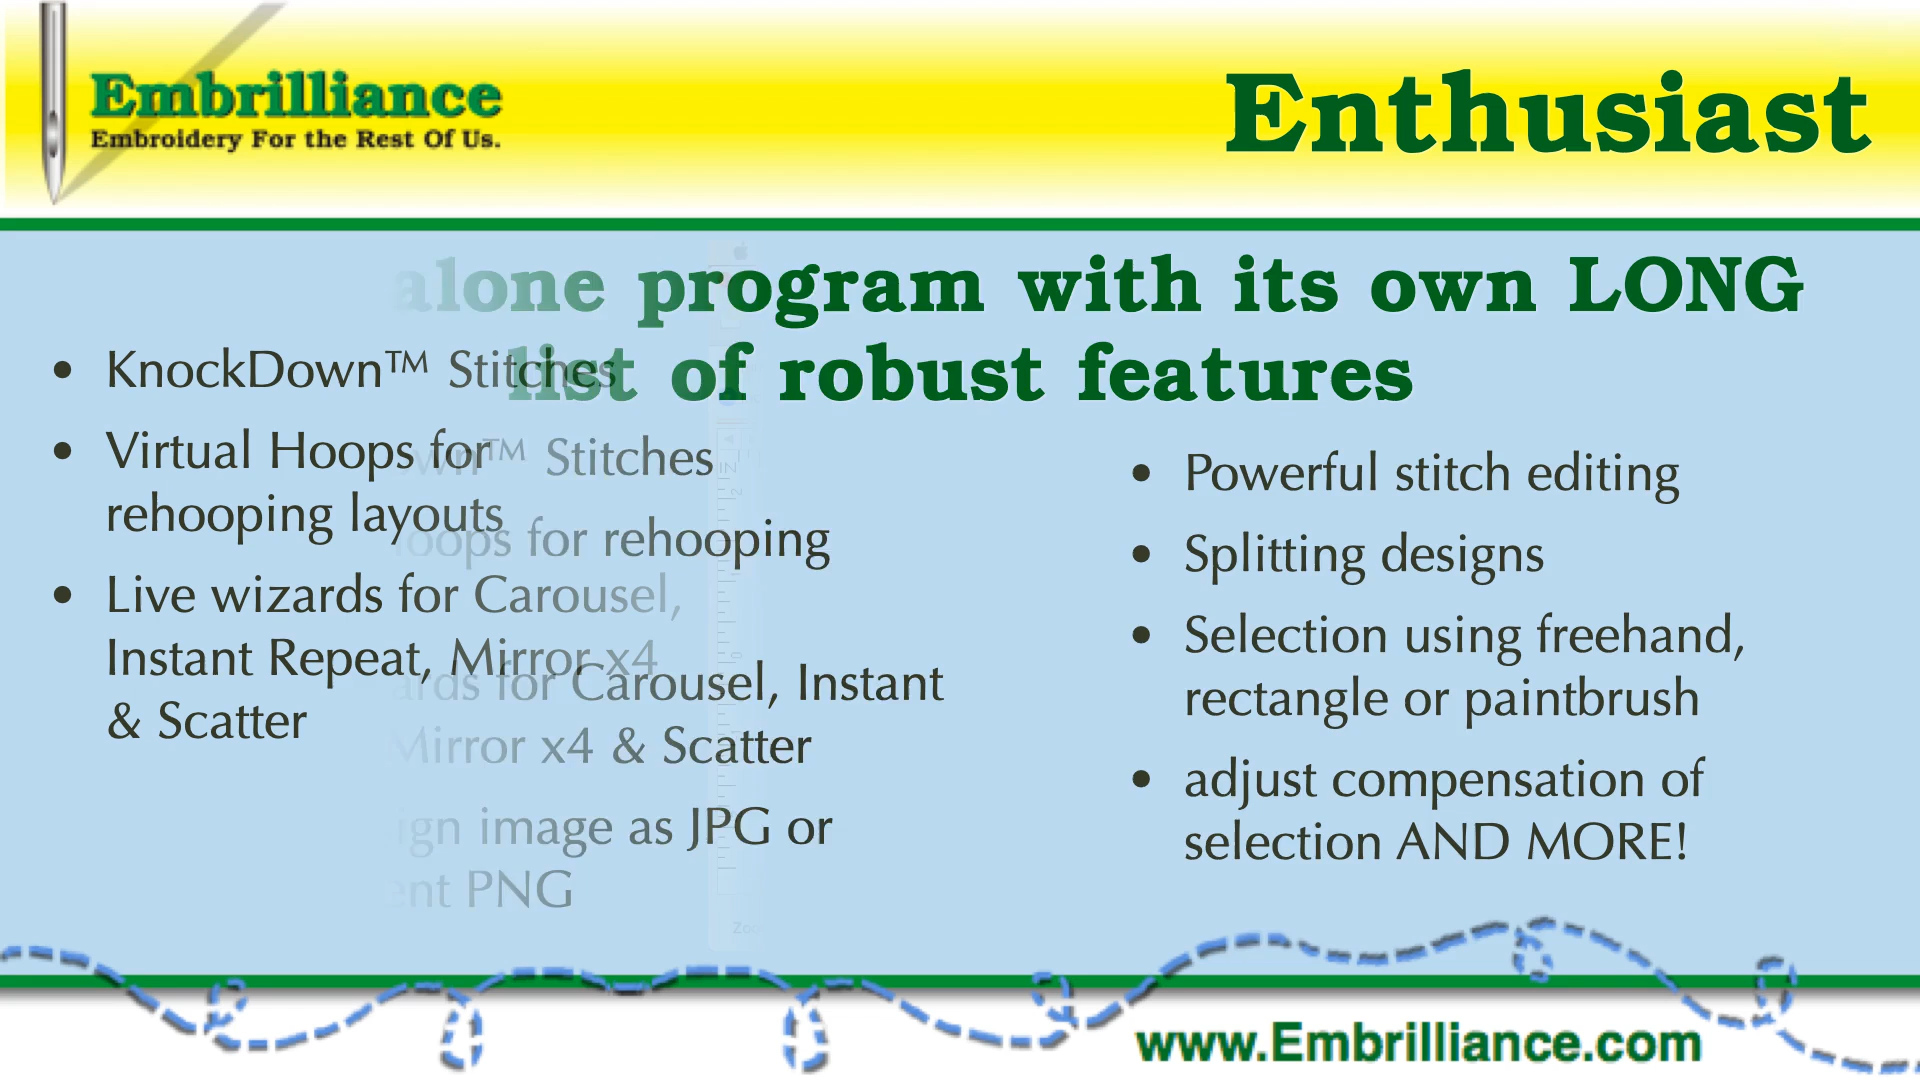 Embrilliance
Embroidery For the Rest Of Us.
Enthusiast
alone program with its own LONG
list of robust features
• KnockDown™ Stitches
• Virtual Hoops for
rehooping layouts
• Live wizards for Carousel,
Instant Repeat, Mirror x4
& Scatter
™ Stitches
for rehooping
for Carousel, Instant
Mirror x4 & Scatter
image as JPG or
PNG
• Powerful stitch editing
• Splitting designs
• Selection using freehand,
rectangle or paintbrush
• adjust compensation of
selection AND MORE!
www.Embrilliance.com